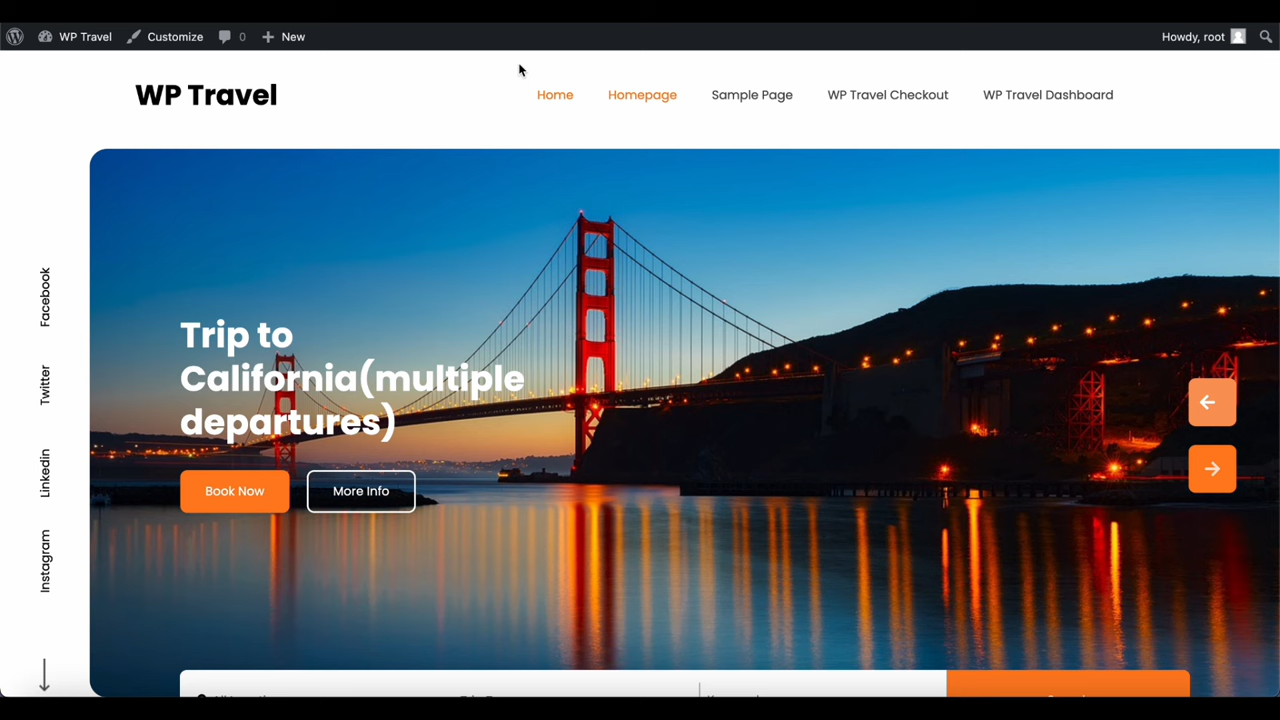 WP Travel
Customize
0
New
Howdy, root
WP Travel
Home
Homepage
Sample Page
WP Travel Checkout
WP Travel Dashboard
Facebook
Twitter
Linkedin
Instagram
Trip to
California(multiple
departures)
Book Now
More Info